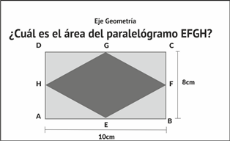 Eje Geometría
¿Cuál es el área del paralelógramo EFGH?
D G C
H F 8cm
A E B
10cm